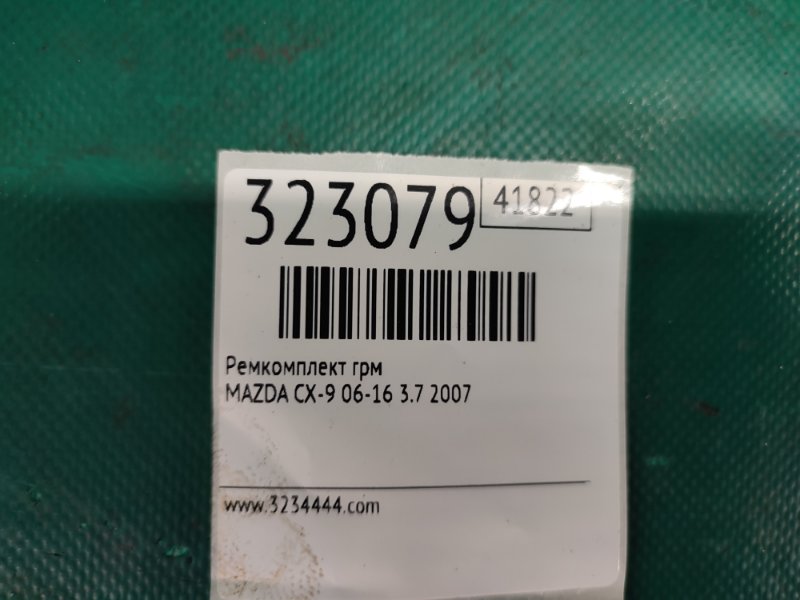 323079 41822
Ремкомплект грм
MAZDA CX-9 06-16 3.7 2007
www.3234444.com